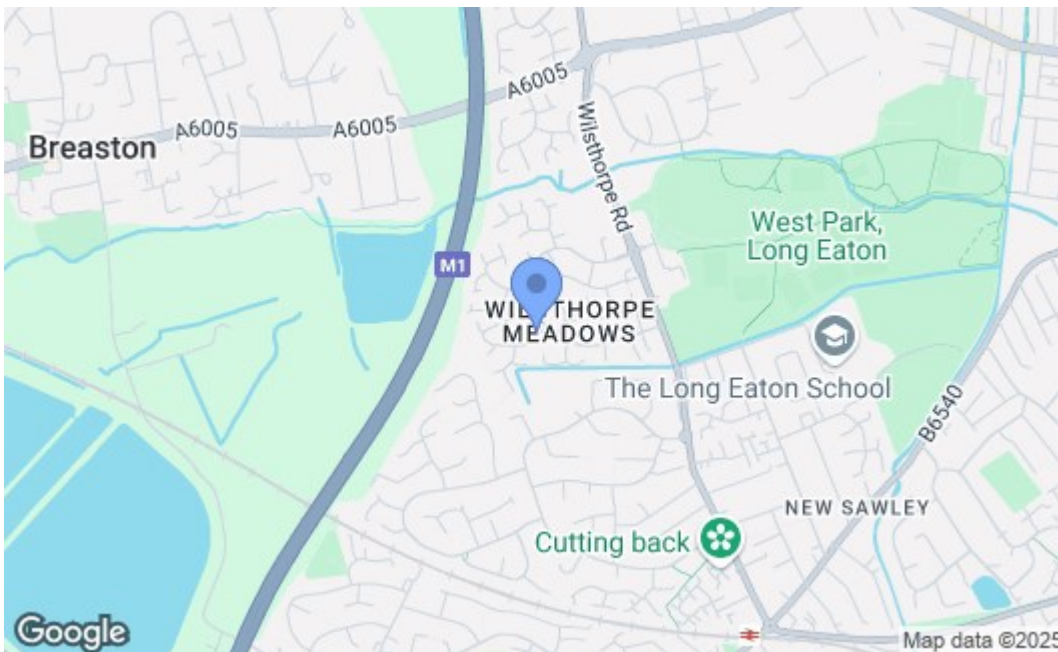 A6005
Breaston
A6005
A6005
Wilsthorpe Rd
West Park,
Long Eaton
M1
WILSTHORPE
MEADOWS
The Long Eaton School
B6540
NEW SAWLEY
Cutting back
Google
Map data ©2025